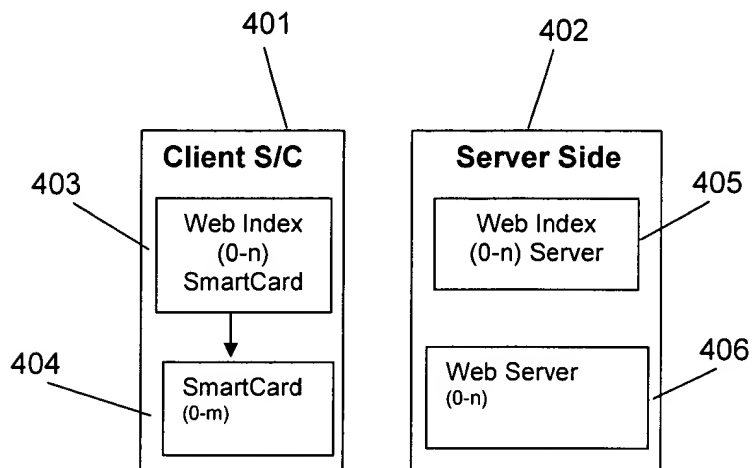 401
402
Client S/C
Server Side
403
Web Index
(0-n)
SmartCard
Web Index
(0-n) Server
405
404
SmartCard
(0-m)
Web Server
(0-n)
406